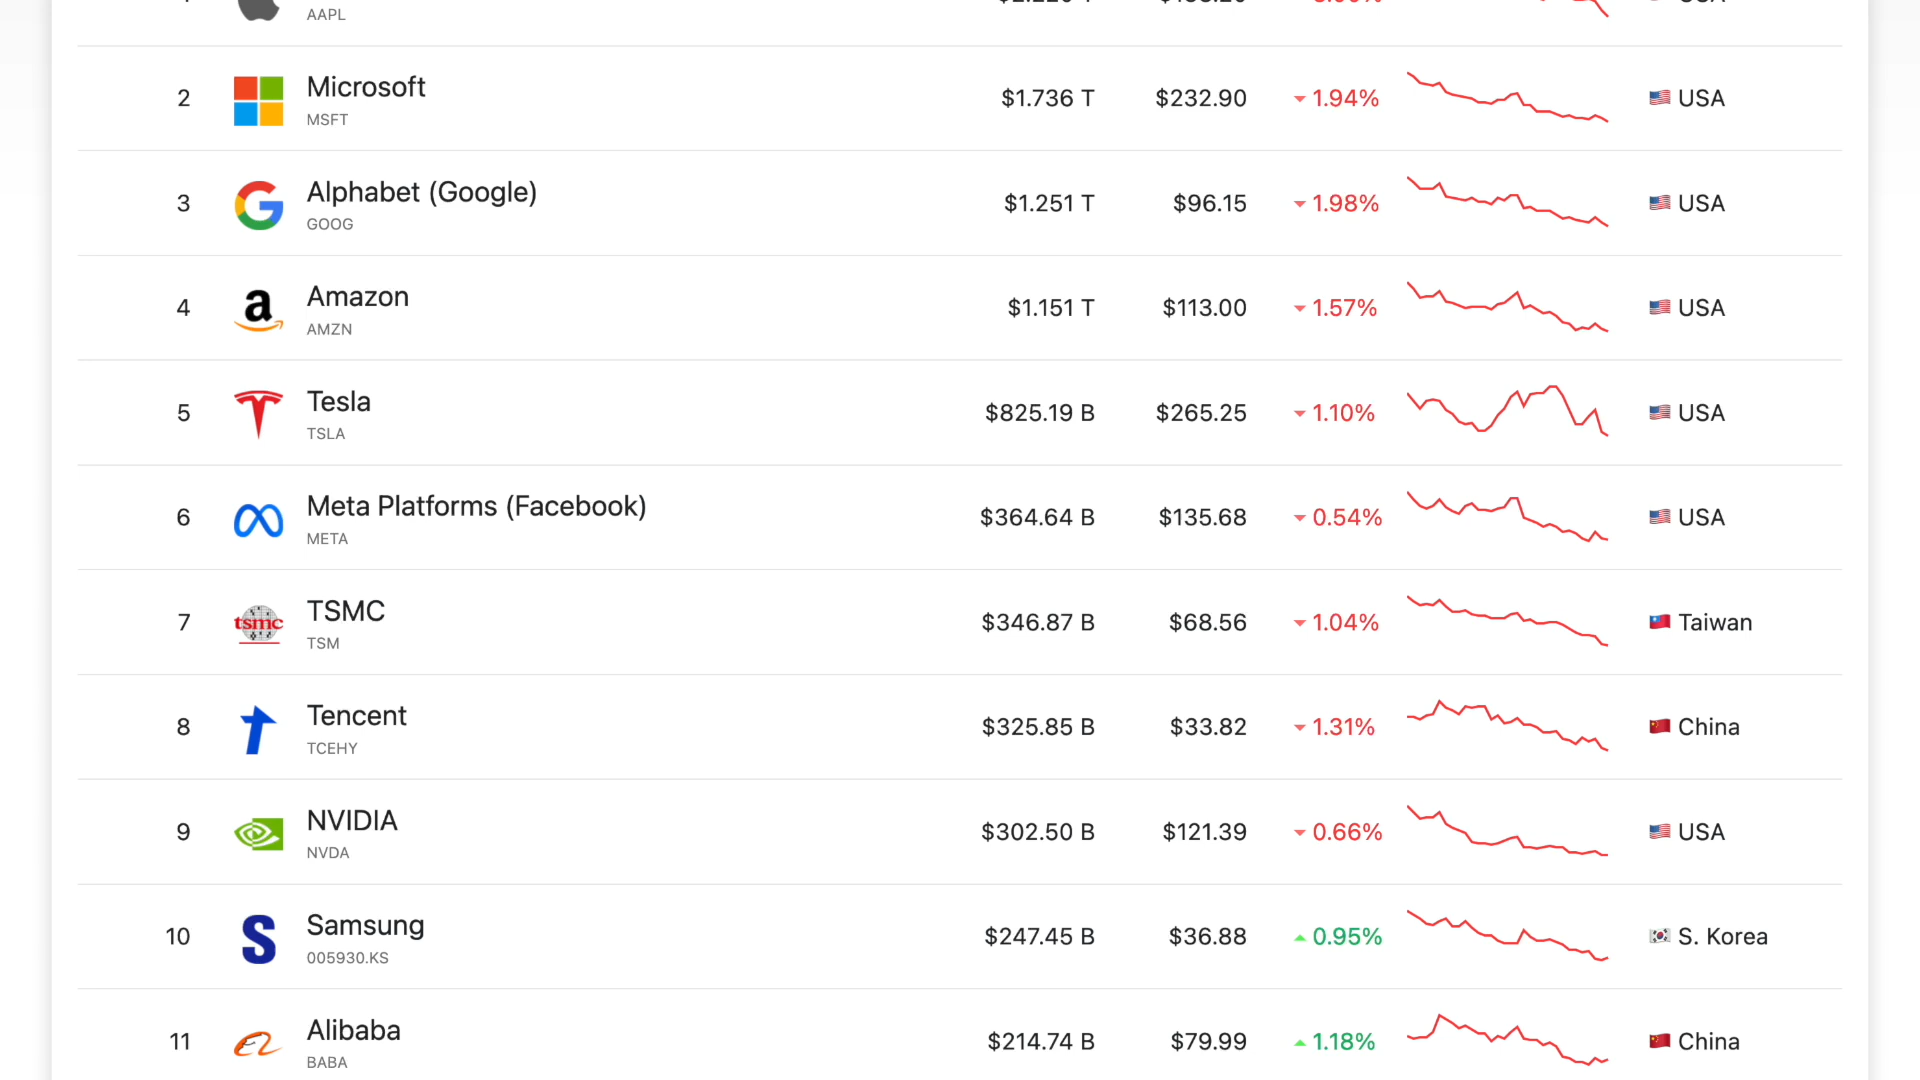 AAPL
2 Microsoft $1.736 T $232.90 1.94% USA
MSFT
3 Alphabet (Google) $1.251 T $96.15 1.98% USA
GOOG
4 a Amazon $1.151 T $113.00 1.57% USA
AMZN
5 Tesla $825.19 B $265.25 1.10% USA
TSLA
6 Meta Platforms (Facebook) $364.64 B $135.68 0.54% USA
META
7 tsmc TSMC $346.87 B $68.56 1.04% Taiwan
TSM
8 Tencent $325.85 B $33.82 1.31% China
TCEHY
9 NVIDIA $302.50 B $121.39 0.66% USA
NVDA
10 S Samsung $247.45 B $36.88 0.95% S. Korea
005930.KS
11 Alibaba $214.74 B $79.99 1.18% China
BABA